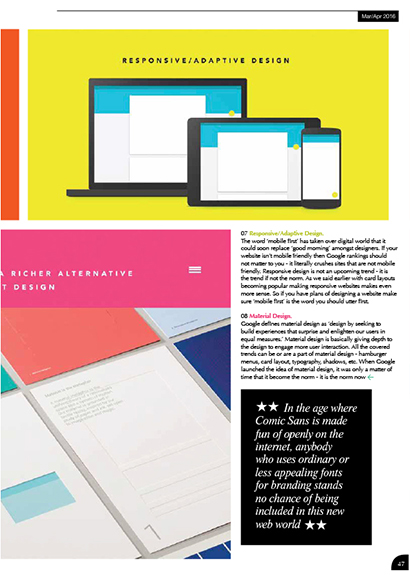 Mar/Apr 2016
RESPONSIVE/ADAPTIVE DESIGN
A RICHER ALTERNATIVE
T DESIGN
07 Responsive/Adaptive Design.
The word 'mobile first' has taken over digital world that it
could soon replace 'good morning' amongst designers. If your
website isn't mobile friendly then Google rankings should
not matter to you - it literally crushes sites that are not mobile
friendly. Responsive design is not an upcoming trend - it is
the trend if not the norm. As we said earlier with card layouts
becoming popular making responsive websites makes even
more sense. So if you have plans of designing a website make
sure 'mobile first' is the word you should utter first.
08 Material Design.
Google defines material design as 'design by seeking to
build experiences that surprise and enlighten our users in
equal measures.' Material design is basically giving depth to
the design to engage more user interaction. All the covered
trends can be or are a part of material design - hamburger
menus, card layout, typography, shadows, etc. When Google
launched the idea of material design, it was only a matter of
time that it become the norm - it is the norm now
In the age where
Comic Sans is made
fun of openly on the
internet, anybody
who uses ordinary or
less appealing fonts
for branding stands
no chance of being
included in this new
web world
47